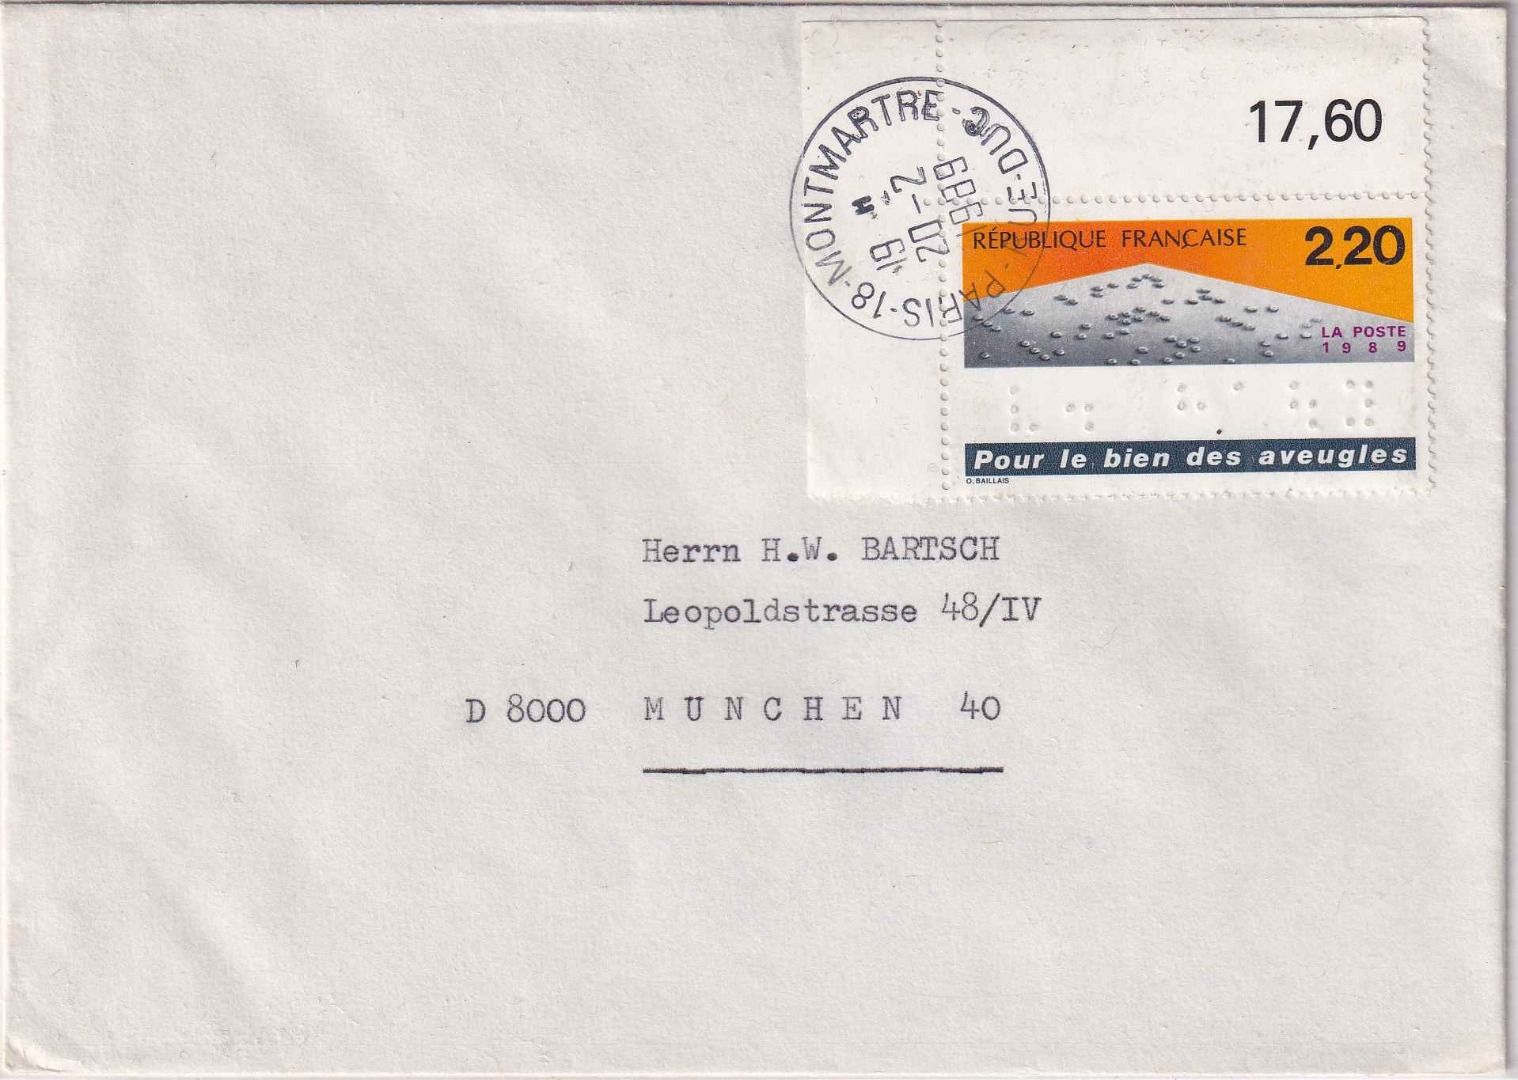 17,60
MONTMARTRE
PARIS-18
19 H
20-2
1989
RÉPUBLIQUE FRANÇAISE 2,20
LA POSTE
1989
Pour le bien des aveugles
O. BAILLAIS
Herrn H.W. BARTSCH
Leopoldstrasse 48/IV
D 8000 MUNCHEN 40